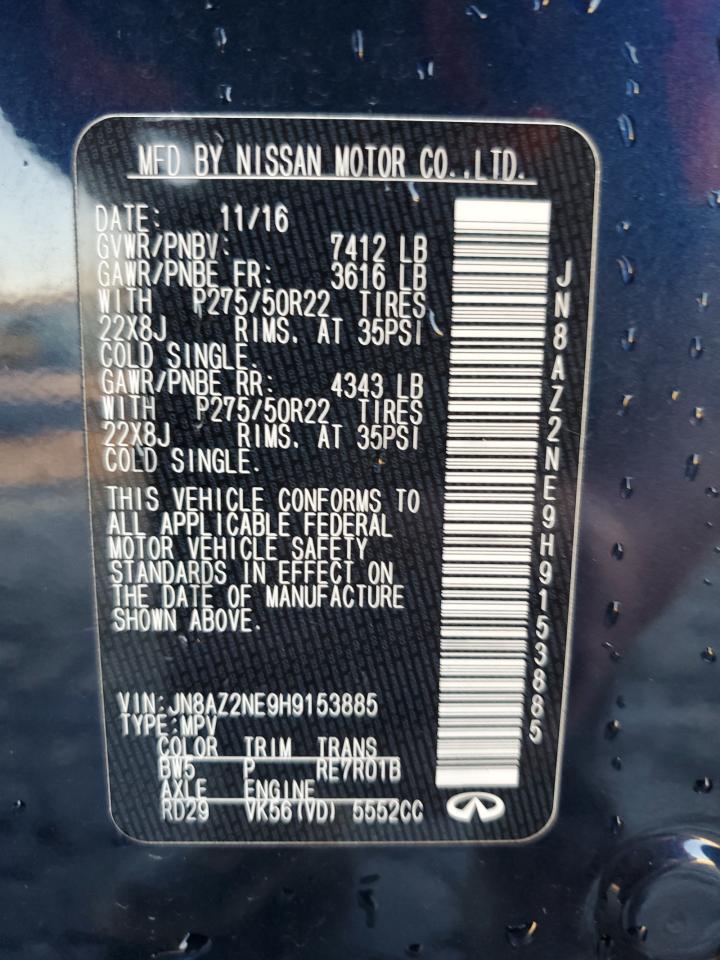 MFD BY NISSAN MOTOR CO.,LTD.
DATE: 11/16
GVWR/PNBV: 7412 LB
GAWR/PNBE FR: 3616 LB
WITH P275/50R22 TIRES
22X8J RIMS. AT 35PSI
COLD SINGLE.
GAWR/PNBE RR: 4343 LB
WITH P275/50R22 TIRES
22X8J RIMS. AT 35PSI
COLD SINGLE.
THIS VEHICLE CONFORMS TO
ALL APPLICABLE FEDERAL
MOTOR VEHICLE SAFETY
STANDARDS IN EFFECT ON
THE DATE OF MANUFACTURE
SHOWN ABOVE.
VIN:JN8AZ2NE9H9153885
TYPE:MPV
COLOR TRIM TRANS
BW5 P RE7R01B
AXLE ENGINE
RD29 VK56(VD) 5552CC
JN8AZ2NE9H9153885